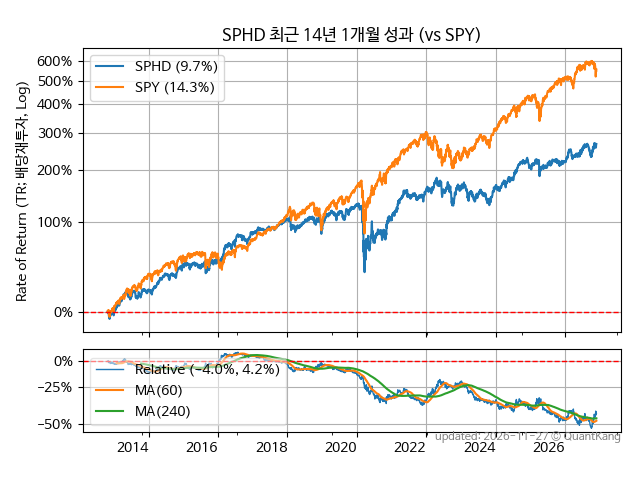 SPHD 최근 14년 1개월 성과 (vs SPY)
Rate of Return (TR: 배당재투자, Log)
600%
500%
400%
300%
200%
100%
0%
SPHD (9.7%)
SPY (14.3%)
0%
−25%
−50%
Relative (−4.0%, 4.2%)
MA(60)
MA(240)
2014 2016 2018 2020 2022 2024 2026
updated: 2026-11-27 © QuantKang